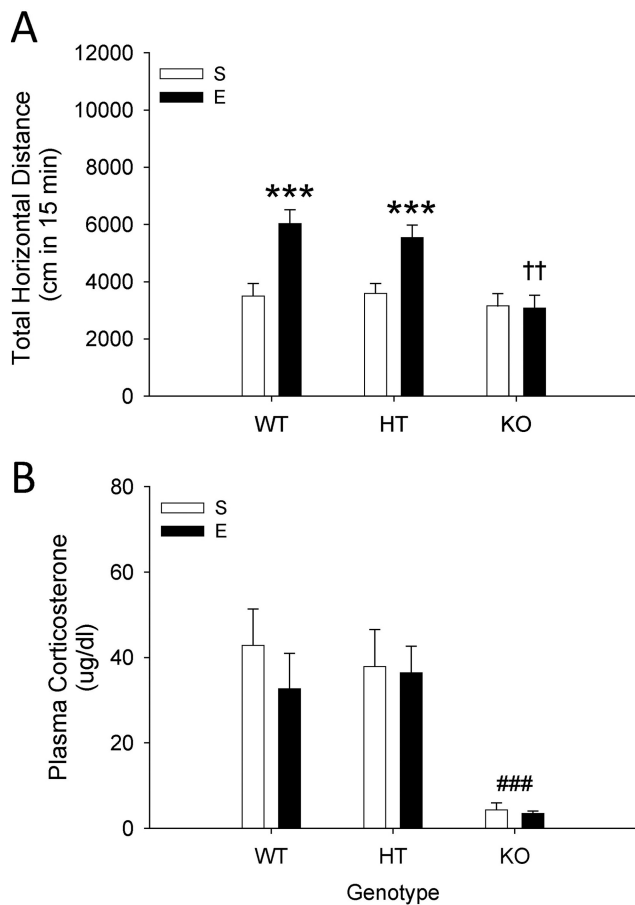 A
12000
10000
8000
6000
4000
2000
0
Total Horizontal Distance
(cm in 15 min)
S
E
***
***
††
WT
HT
KO
B
80
60
40
20
0
Plasma Corticosterone
(ug/dl)
S
E
###
WT
HT
KO
Genotype